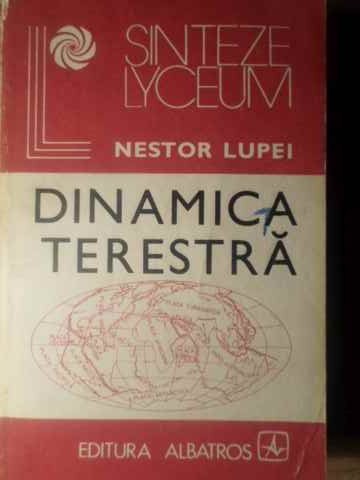 SINTEZE
LYCEUM
NESTOR LUPEI
DINAMICA
TERESTRĂ
EDITURA ALBATROS